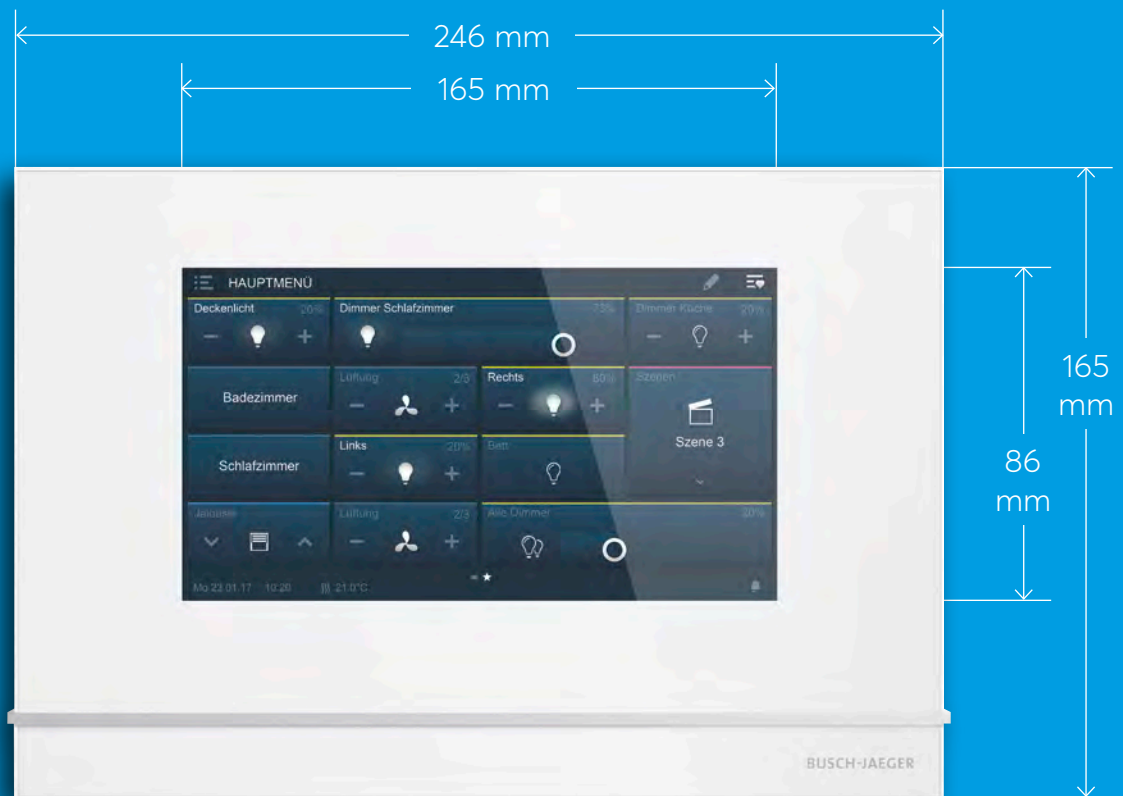 246 mm
165 mm
HAUPTMENÜ
Deckenlicht 20%
Dimmer Schlafzimmer 75%
Dimmer Küche 20%
Badezimmer
Lüftung 2/3
Rechts 60%
Szenen
Szene 3
Schlafzimmer
Links 20%
Bett
Jalousie
Lüftung 2/3
Alle Dimmer 20%
Mo 23.01.17 10:20 21.0°C
165
mm
86
mm
BUSCH-JAEGER